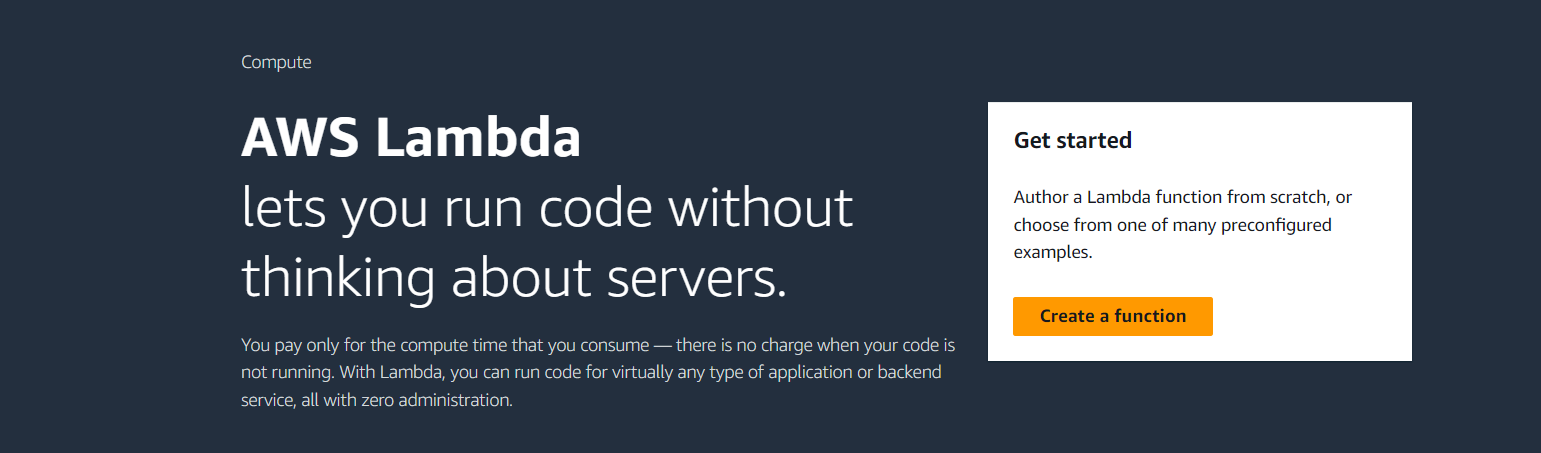 Compute
AWS Lambda
lets you run code without
thinking about servers.
You pay only for the compute time that you consume — there is no charge when your code is
not running. With Lambda, you can run code for virtually any type of application or backend
service, all with zero administration.
Get started
Author a Lambda function from scratch, or
choose from one of many preconfigured
examples.
Create a function